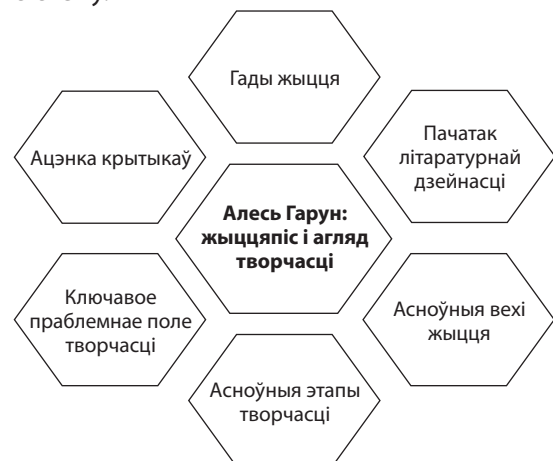 Гады жыцця
Ацэнка крытыкаў
Пачатак
літаратурнай
дзейнасці
Алесь Гарун:
жыццяпіс і агляд
творчасці
Ключавое
праблемнае поле
творчасці
Асноўныя вехі
жыцця
Асноўныя этапы
творчасці